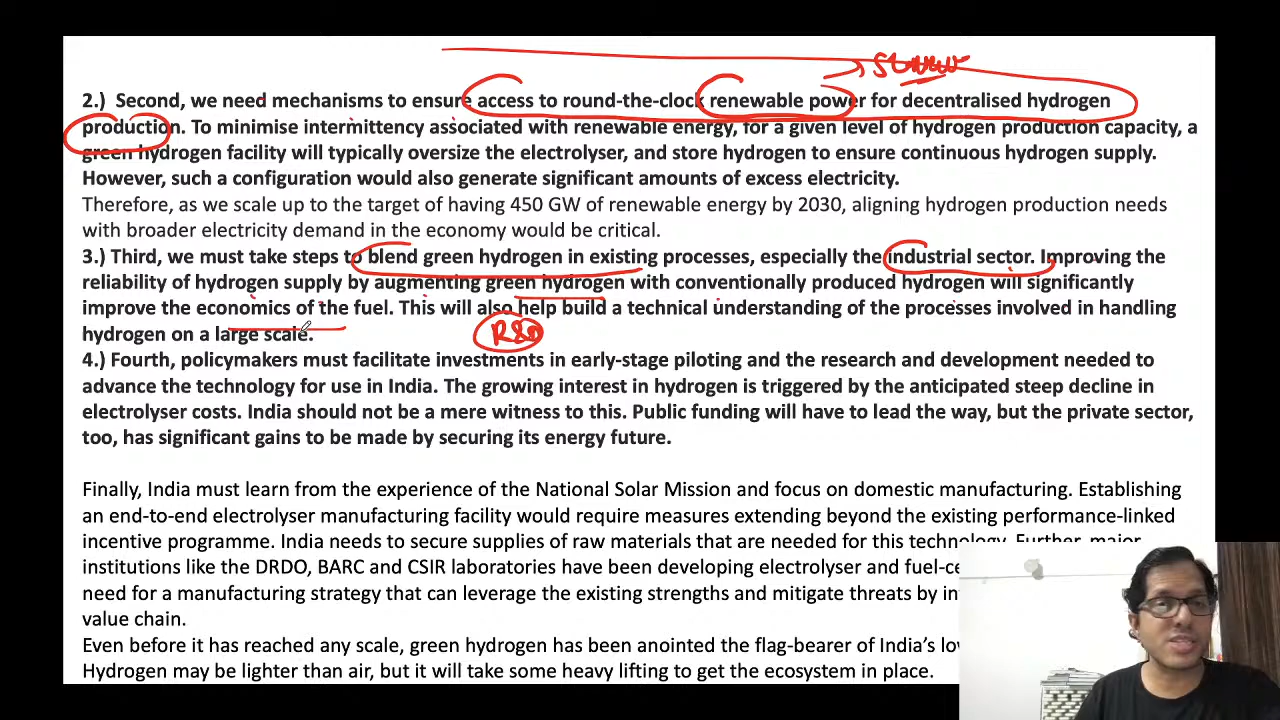 2.) Second, we need mechanisms to ensure access to round-the-clock renewable power for decentralised hydrogen
production. To minimise intermittency associated with renewable energy, for a given level of hydrogen production capacity, a
green hydrogen facility will typically oversize the electrolyser, and store hydrogen to ensure continuous hydrogen supply.
However, such a configuration would also generate significant amounts of excess electricity.
Therefore, as we scale up to the target of having 450 GW of renewable energy by 2030, aligning hydrogen production needs
with broader electricity demand in the economy would be critical.
3.) Third, we must take steps to blend green hydrogen in existing processes, especially the industrial sector. Improving the
reliability of hydrogen supply by augmenting green hydrogen with conventionally produced hydrogen will significantly
improve the economics of the fuel. This will also help build a technical understanding of the processes involved in handling
hydrogen on a large scale.
R&D
4.) Fourth, policymakers must facilitate investments in early-stage piloting and the research and development needed to
advance the technology for use in India. The growing interest in hydrogen is triggered by the anticipated steep decline in
electrolyser costs. India should not be a mere witness to this. Public funding will have to lead the way, but the private sector,
too, has significant gains to be made by securing its energy future.
Finally, India must learn from the experience of the National Solar Mission and focus on domestic manufacturing. Establishing
an end-to-end electrolyser manufacturing facility would require measures extending beyond the existing performance-linked
incentive programme. India needs to secure supplies of raw materials that are needed for this technology. Further, major
institutions like the DRDO, BARC and CSIR laboratories have been developing electrolyser and fuel-ce
need for a manufacturing strategy that can leverage the existing strengths and mitigate threats by in
value chain.
Even before it has reached any scale, green hydrogen has been anointed the flag-bearer of India's lo
Hydrogen may be lighter than air, but it will take some heavy lifting to get the ecosystem in place.